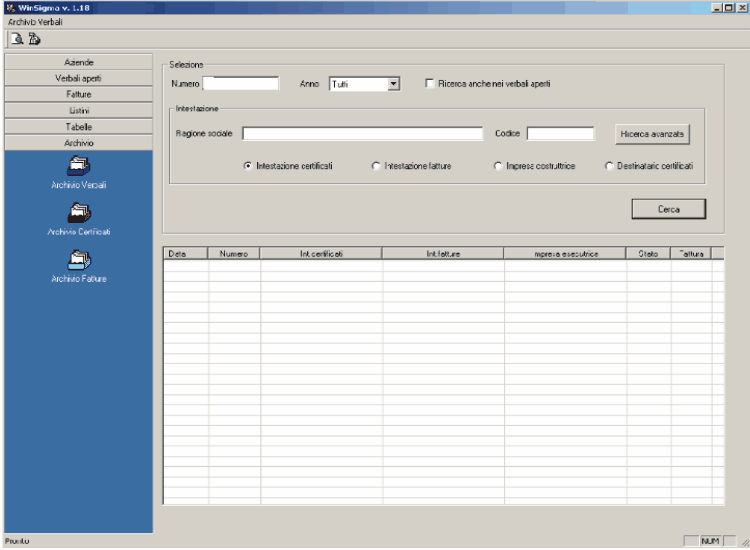 WinSigma v. 1.18
Archivio Verbali
Aziende
Verbali aperti
Fatture
Listini
Tabelle
Archivio
Archivio Verbali
Archivio Certificati
Archivio Fatture
Selezione
Numero Anno Tutti Ricerca anche nei verbali aperti
Intestazione
Ragione sociale Codice Ricerca avanzata
Intestazione certificati Intestazione fatture Impresa costruttrice Destinatario certificati
Cerca
Data Numero Int.certificati Int.fatture Impresa esecutrice Stato Fattura
Pronto NUM